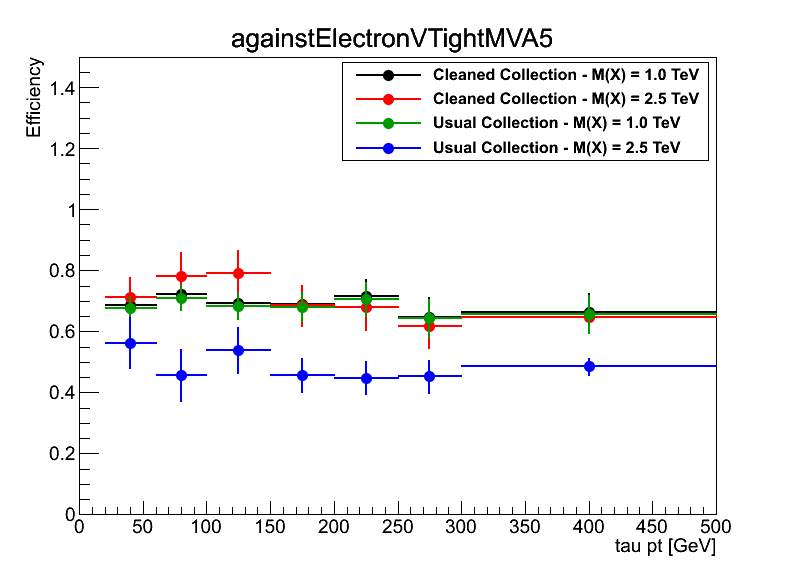 againstElectronVTightMVA5
Efficiency
Cleaned Collection - M(X) = 1.0 TeV
Cleaned Collection - M(X) = 2.5 TeV
Usual Collection - M(X) = 1.0 TeV
Usual Collection - M(X) = 2.5 TeV
1.4
1.2
1
0.8
0.6
0.4
0.2
0
0 50 100 150 200 250 300 350 400 450 500
tau pt [GeV]